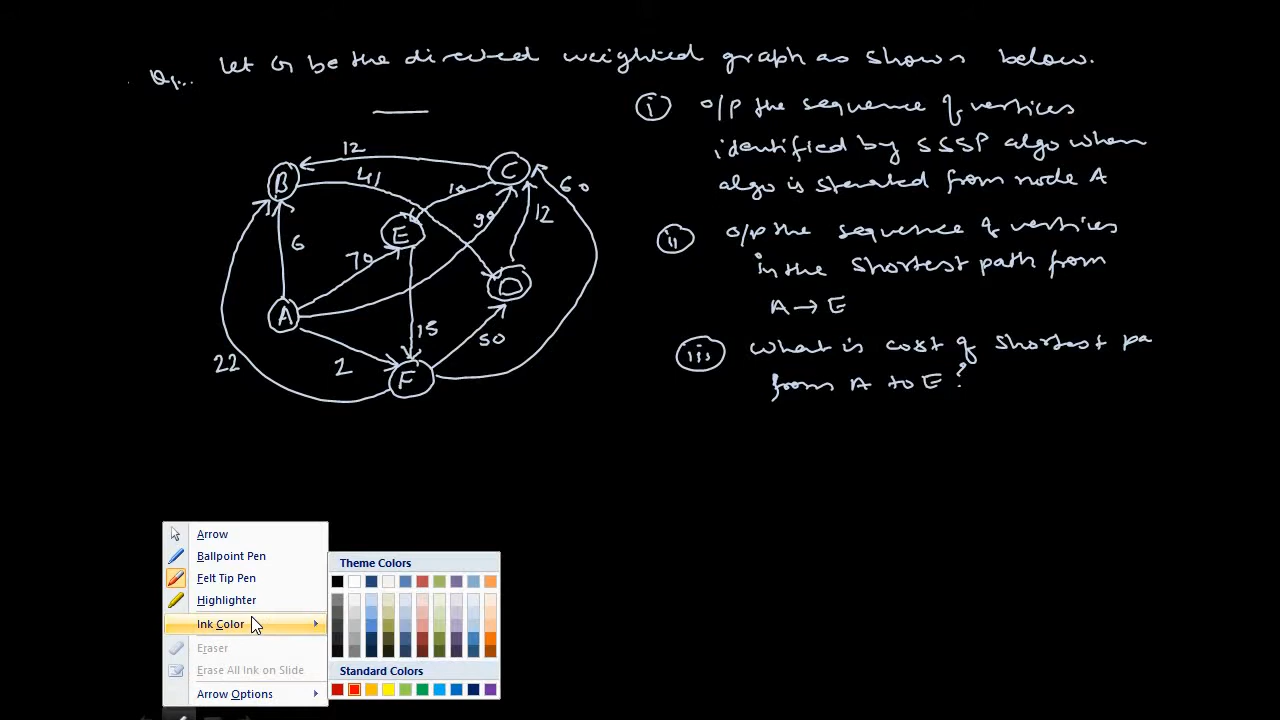 Qn... Let G be the directed weighted graph as shown below.
i o/p the sequence of vertices
identified by SSSP algo when
algo is started from node A
ii o/p the sequence of vertices
in the shortest path from
A → E
iii what is cost of shortest pa
from A to E?
12
B
41
C
10
60
99
12
E
6
70
D
A
15
50
22
2
F
Arrow
Ballpoint Pen
Felt Tip Pen
Highlighter
Ink Color
Eraser
Erase All Ink on Slide
Arrow Options
Theme Colors
Standard Colors